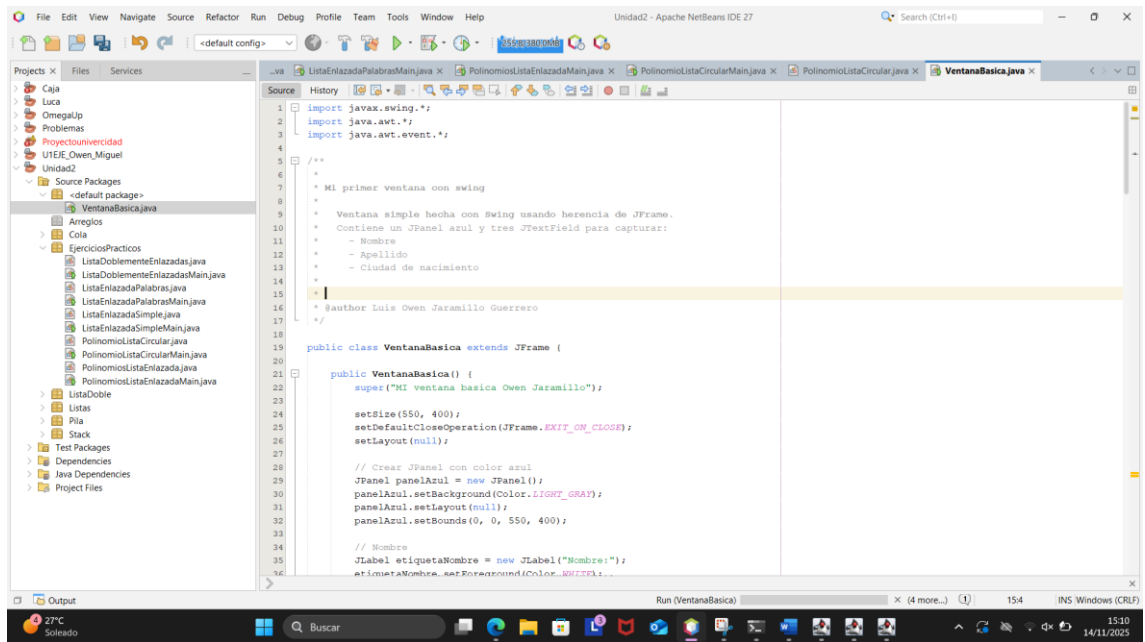 File Edit View Navigate Source Refactor Run Debug Profile Team Tools Window Help
Unidad2 - Apache NetBeans IDE 27
Search (Ctrl+I)
<default config>
Projects
Files
Services
...va
ListaEnlazadaPalabrasMain.java
PolinomiosListaEnlazadaMain.java
PolinomioListaCircularMain.java
PolinomioListaCircular.java
VentanaBasica.java
Source
History
Caja
Luca
OmegaUp
Problemas
Proyectounivercidad
U1EJE_Owen_Miguel
Unidad2
Source Packages
<default package>
VentanaBasica.java
Arreglos
Cola
EjerciciosPracticos
ListaDoblementeEnlazadas.java
ListaDoblementeEnlazadasMain.java
ListaEnlazadaPalabras.java
ListaEnlazadaPalabrasMain.java
ListaEnlazadaSimple.java
ListaEnlazadaSimpleMain.java
PolinomioListaCircular.java
PolinomioListaCircularMain.java
PolinomiosListaEnlazada.java
PolinomiosListaEnlazadaMain.java
ListaDoble
Listas
Pila
Stack
Test Packages
Dependencies
Java Dependencies
Project Files
1 import javax.swing.*;
2 import java.awt.*;
3 import java.awt.event.*;
4
5 /**
6 *
7 * Mi primer ventana con swing
8 *
9 * Ventana simple hecha con Swing usando herencia de JFrame.
10 * Contiene un JPanel azul y tres JTextField para capturar:
11 * - Nombre
12 * - Apellido
13 * - Ciudad de nacimiento
14 *
15 *
16 * @author Luis Owen Jaramillo Guerrero
17 */
18
19 public class VentanaBasica extends JFrame {
20
21 public VentanaBasica() {
22 super("MI ventana basica Owen Jaramillo");
23
24 setSize(550, 400);
25 setDefaultCloseOperation(JFrame.EXIT_ON_CLOSE);
26 setLayout(null);
27
28 // Crear JPanel con color azul
29 JPanel panelAzul = new JPanel();
30 panelAzul.setBackground(Color.LIGHT_GRAY);
31 panelAzul.setLayout(null);
32 panelAzul.setBounds(0, 0, 550, 400);
33
34 // Nombre
35 JLabel etiquetaNombre = new JLabel("Nombre:");
36 etiquetaNombre.setForeground(Color.WHITE);
Output
Run (VentanaBasica)
(4 more...)
1
15:4
INS Windows (CRLF)
4
27°C
Soleado
Buscar
15:10
14/11/2025